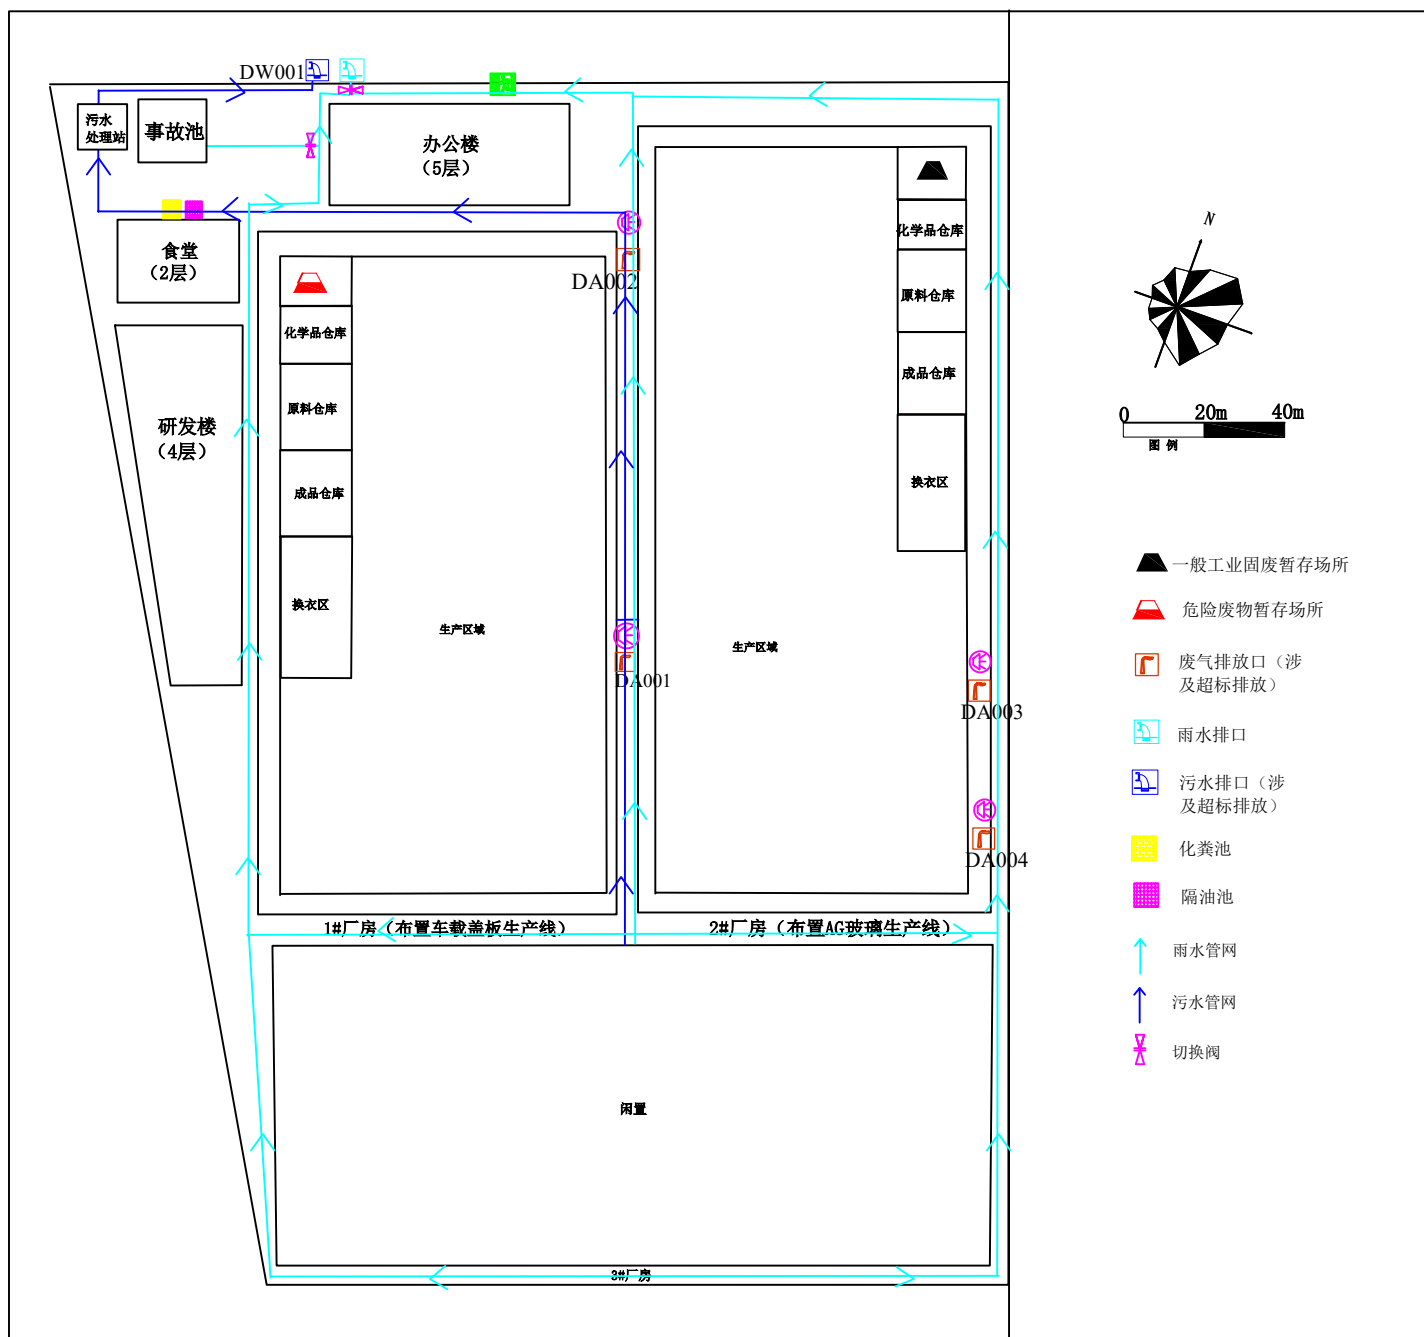 DW001
污水
处理站
事故池
办公楼
（5层）
化学品仓库
食堂
（2层）
DA002
原料仓库
化学品仓库
成品仓库
原料仓库
研发楼
（4层）
成品仓库
换衣区
换衣区
生产区域
生产区域
DA001
DA003
DA004
1#厂房（布置车载盖板生产线）
2#厂房（布置AG玻璃生产线）
闲置
3#厂房
N
0 20m 40m
图 例
一般工业固废暂存场所
危险废物暂存场所
废气排放口（涉
及超标排放）
雨水排口
污水排口（涉
及超标排放）
化粪池
隔油池
雨水管网
污水管网
切换阀